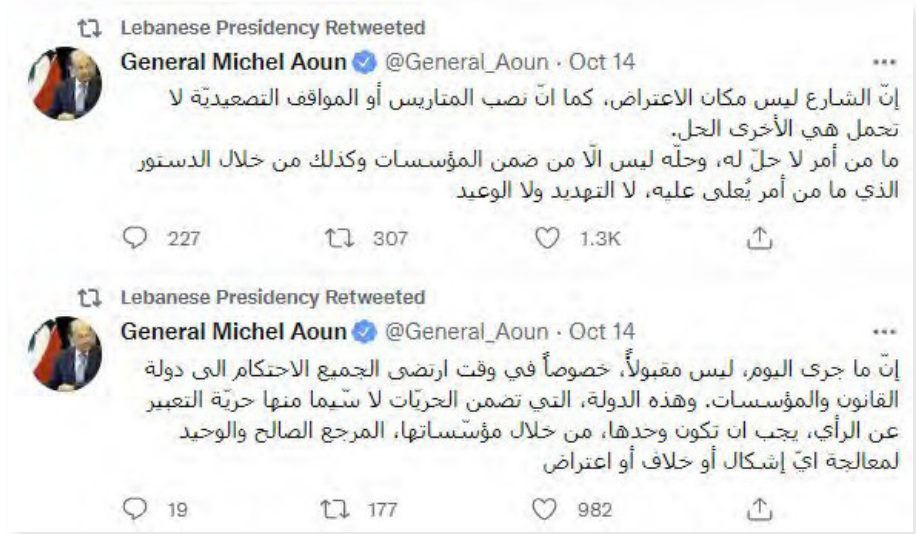 Lebanese Presidency Retweeted
General Michel Aoun @General_Aoun · Oct 14
إنّ الشارع ليس مكان الاعتراض، كما انّ نصب المتاريس أو المواقف التصعيديّة لا
تحمل هي الأخرى الحل.
ما من أمر لا حلّ له، وحلّه ليس الّا من ضمن المؤسسات وكذلك من خلال الدستور
الذي ما من أمر يُعلى عليه، لا التهديد ولا الوعيد
227 307 1.3K
Lebanese Presidency Retweeted
General Michel Aoun @General_Aoun · Oct 14
إنّ ما جرى اليوم، ليس مقبولاً، خصوصاً في وقت ارتضى الجميع الاحتكام الى دولة
القانون والمؤسسات. وهذه الدولة، التي تضمن الحريّات لا سّيما منها حريّة التعبير
عن الرأي، يجب ان تكون وحدها، من خلال مؤسّساتها، المرجع الصالح والوحيد
لمعالجة ايّ إشكال أو خلاف أو اعتراض
19 177 982